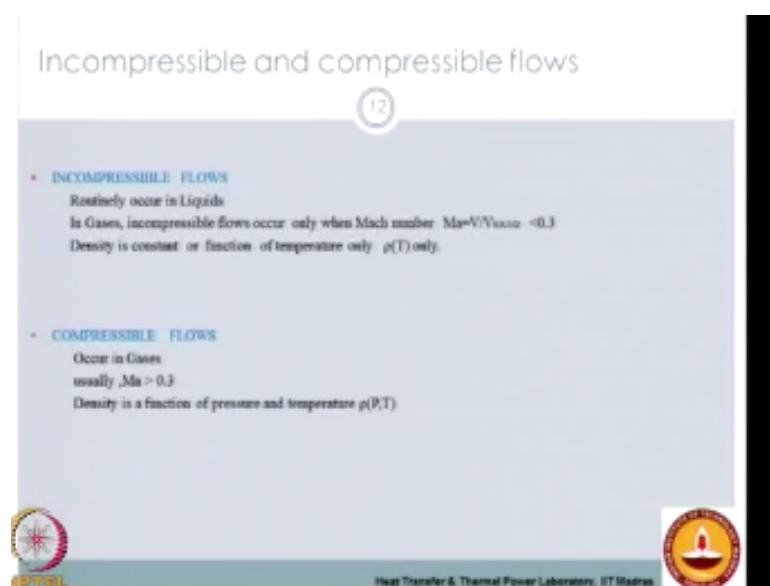 Incompressible and compressible flows
12
• INCOMPRESSIBLE FLOWS
Routinely occur in Liquids
In Gases, incompressible flows occur only when Mach number Ma=V/Vsound <0.3
Density is constant or function of temperature only ρ(T) only.
• COMPRESSIBLE FLOWS
Occur in Gases
usually ,Ma > 0.3
Density is a function of pressure and temperature ρ(P,T)
NPTEL
Heat Transfer & Thermal Power Laboratory, IIT Madras